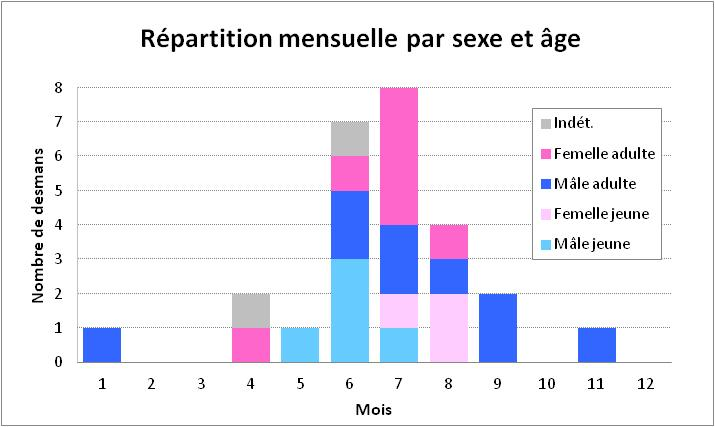 Répartition mensuelle par sexe et âge
Nombre de desmans
8
7
6
5
4
3
2
1
0
Indét.
Femelle adulte
Mâle adulte
Femelle jeune
Mâle jeune
1 2 3 4 5 6 7 8 9 10 11 12
Mois